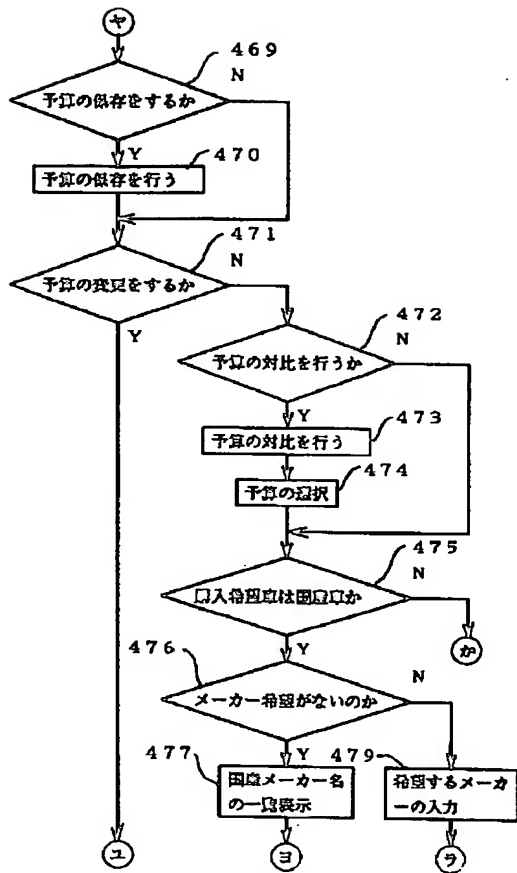 ヤ
469
N
予算の保存をするか
Y
470
予算の保存を行う
471
N
予算の変更をするか
Y
472
N
予算の対比を行うか
Y
473
予算の対比を行う
474
予算の選択
475
N
購入希望車は国産車か
か
476
Y
N
メーカー希望がないのか
477
Y
479
国産メーカー名
の一覧表示
希望するメーカ
ーの入力
ユ
ヨ
ラ